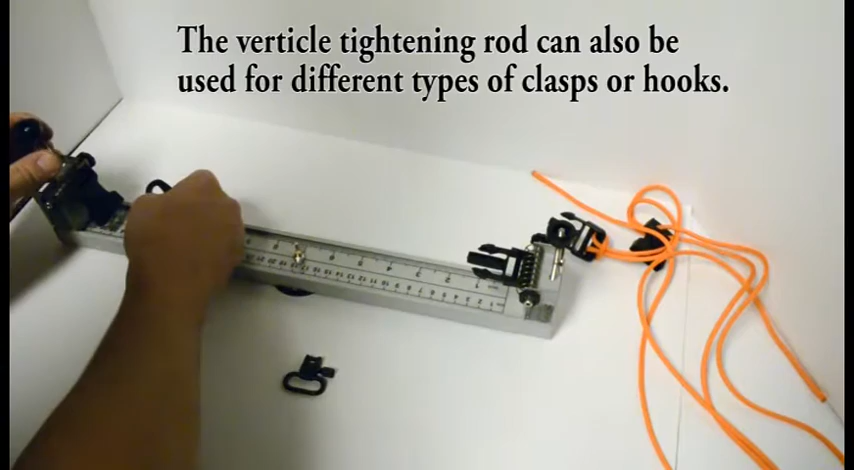 The verticle tightening rod can also be
used for different types of clasps or hooks.